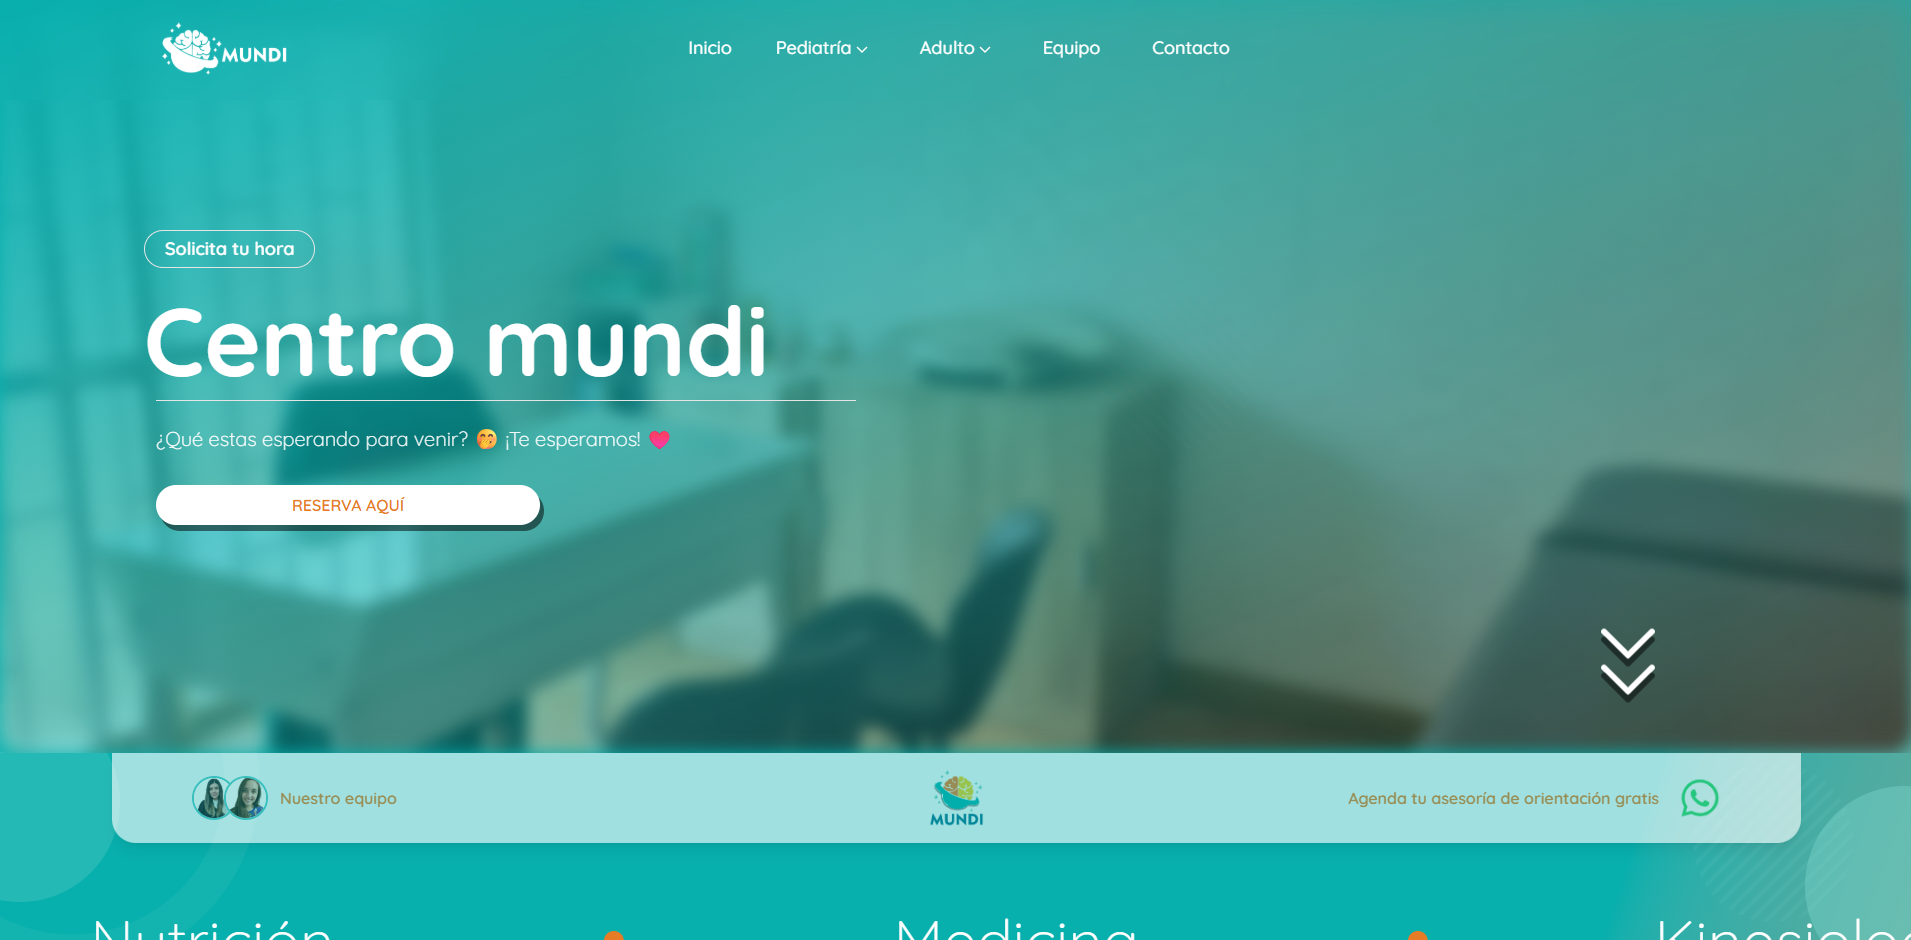 MUNDI
Inicio Pediatría Adulto Equipo Contacto
Solicita tu hora
Centro mundi
¿Qué estas esperando para venir? 🤭 ¡Te esperamos! 💗
RESERVA AQUÍ
Nuestro equipo
MUNDI
Agenda tu asesoría de orientación gratis
Nutrición Medicina